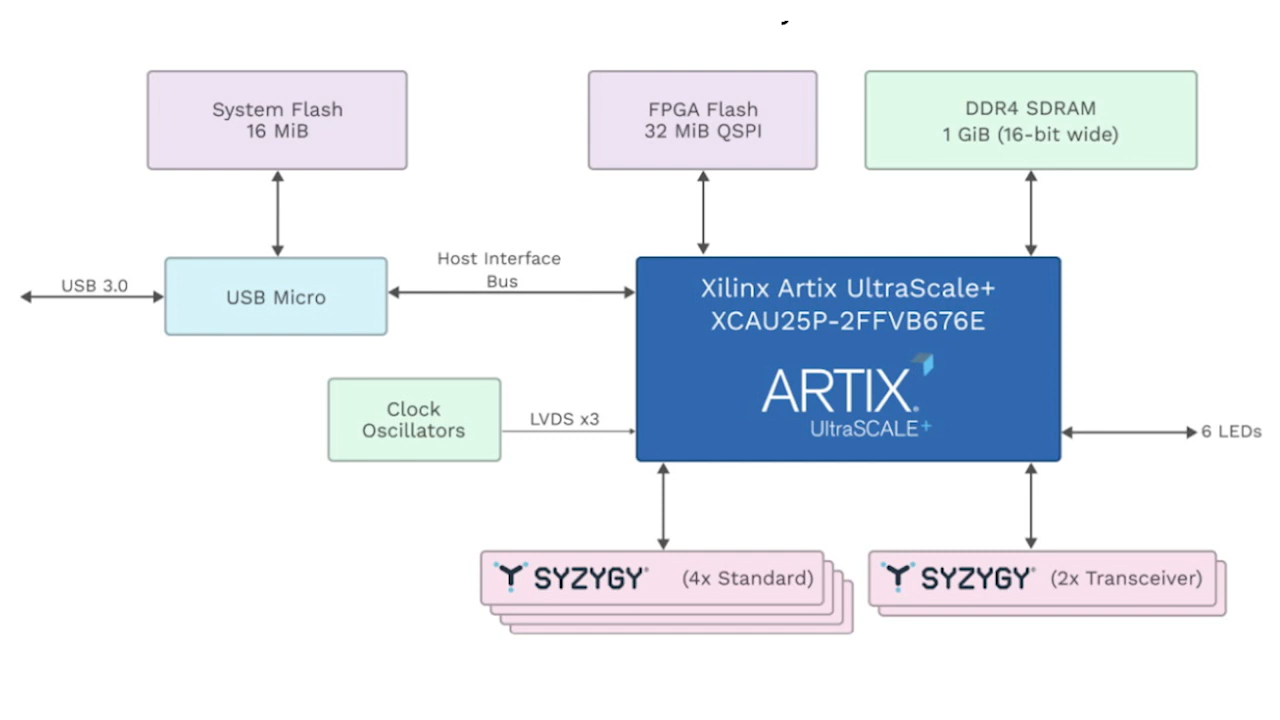 System Flash
16 MiB
FPGA Flash
32 MiB QSPI
DDR4 SDRAM
1 GiB (16-bit wide)
USB 3.0
USB Micro
Host Interface
Bus
Xilinx Artix UltraScale+
XCAU25P-2FFVB676E
ARTIX.
UltraSCALE+
Clock
Oscillators
LVDS x3
6 LEDs
SYZYGY® (4x Standard)
SYZYGY® (2x Transceiver)